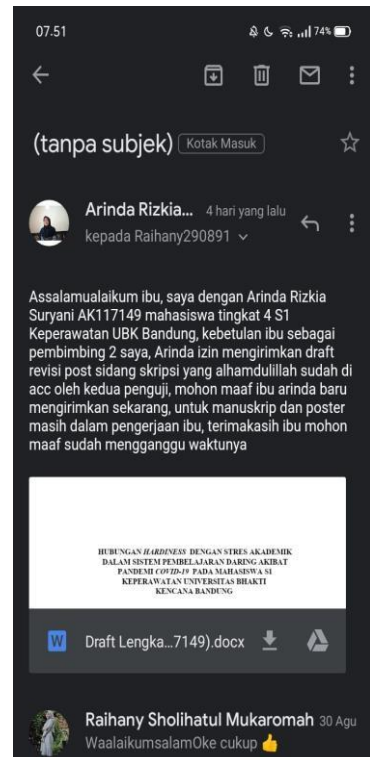 07.51
74%
(tanpa subjek) Kotak Masuk
Arinda Rizkia... 4 hari yang lalu
kepada Raihany290891
Assalamualaikum ibu, saya dengan Arinda Rizkia
Suryani AK117149 mahasiswa tingkat 4 S1
Keperawatan UBK Bandung, kebetulan ibu sebagai
pembimbing 2 saya, Arinda izin mengirimkan draft
revisi post sidang skripsi yang alhamdulillah sudah di
acc oleh kedua penguji, mohon maaf ibu arinda baru
mengirimkan sekarang, untuk manuskrip dan poster
masih dalam pengerjaan ibu, terimakasih ibu mohon
maaf sudah mengganggu waktunya
HUBUNGAN HARDINESS DENGAN STRES AKADEMIK
DALAM SISTEM PEMBELAJARAN DARING AKIBAT
PANDEMI COVID-19 PADA MAHASISWA S1
KEPERAWATAN UNIVERSITAS BHAKTI
KENCANA BANDUNG
W Draft Lengka...7149).docx
Raihany Sholihatul Mukaromah 30 Agu
WaalaikumsalamOke cukup 👍